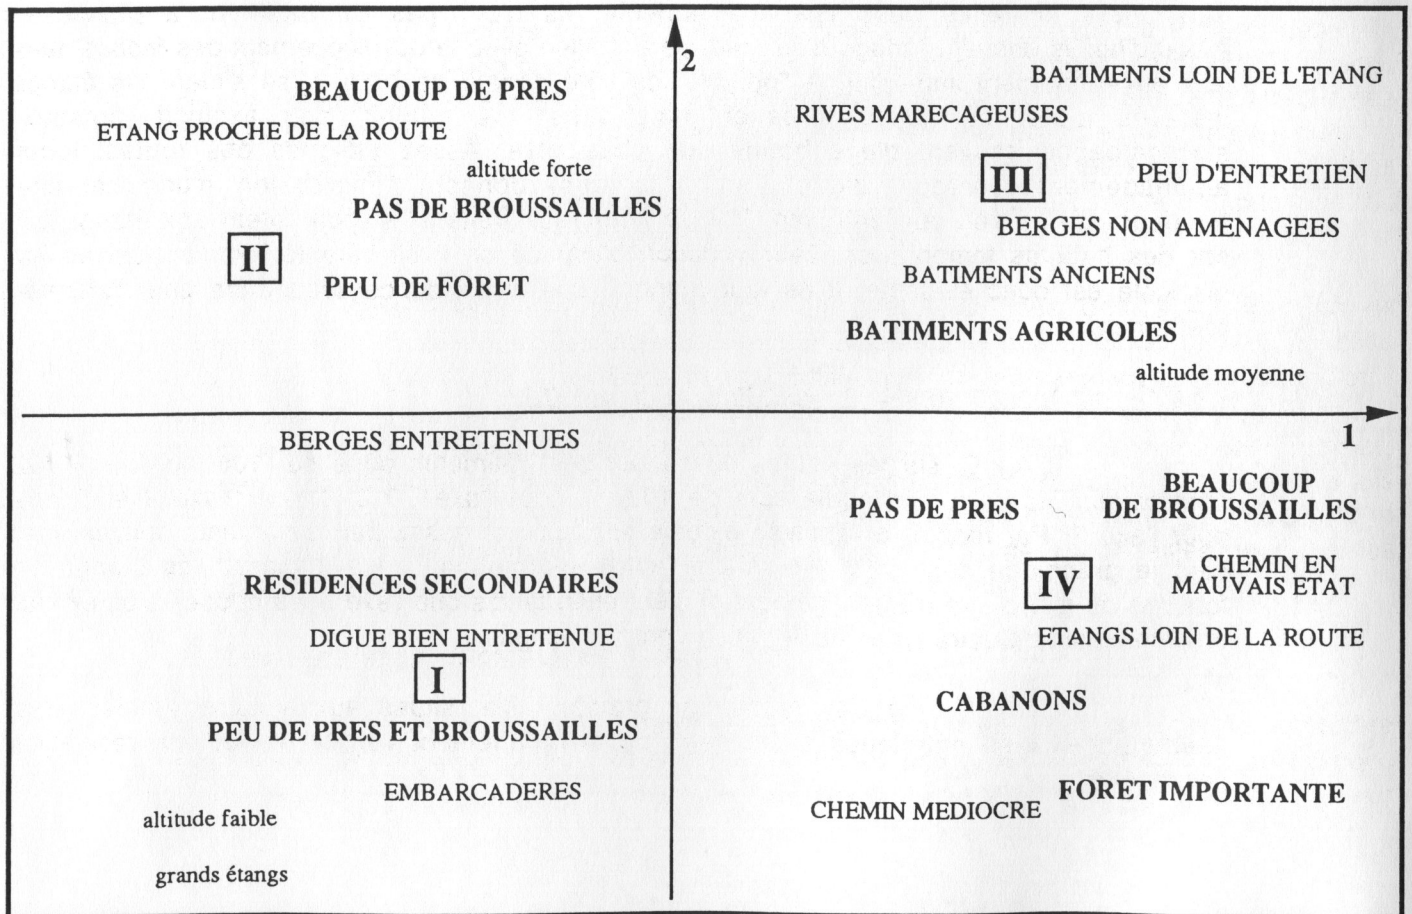 2
BEAUCOUP DE PRES
ETANG PROCHE DE LA ROUTE
altitude forte
PAS DE BROUSSAILLES
II
PEU DE FORET
BATIMENTS LOIN DE L'ETANG
RIVES MARECAGEUSES
III
PEU D'ENTRETIEN
BERGES NON AMENAGEES
BATIMENTS ANCIENS
BATIMENTS AGRICOLES
altitude moyenne
1
BERGES ENTRETENUES
RESIDENCES SECONDAIRES
DIGUE BIEN ENTRETENUE
I
PEU DE PRES ET BROUSSAILLES
EMBARCADERES
altitude faible
grands étangs
PAS DE PRES
BEAUCOUP
DE BROUSSAILLES
IV
CHEMIN EN
MAUVAIS ETAT
ETANGS LOIN DE LA ROUTE
CABANONS
FORET IMPORTANTE
CHEMIN MEDIOCRE